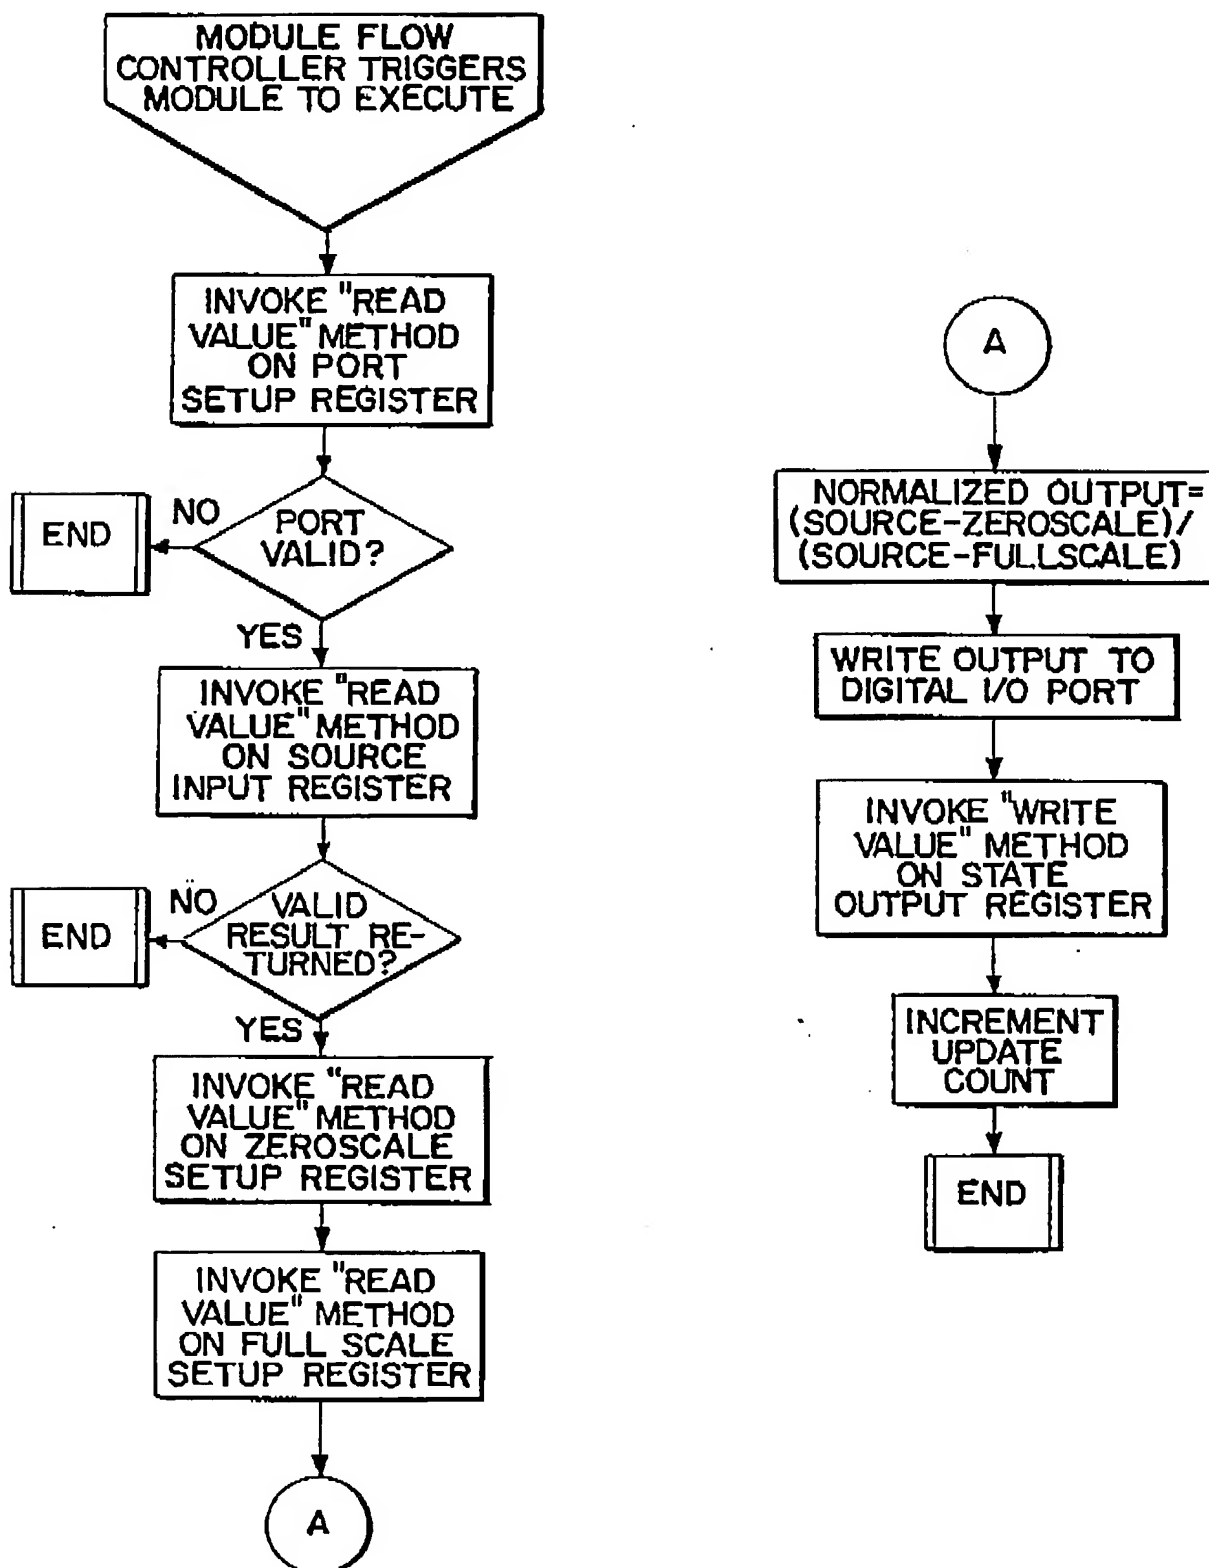 MODULE FLOW
CONTROLLER TRIGGERS
MODULE TO EXECUTE
INVOKE "READ
VALUE" METHOD
ON PORT
SETUP REGISTER
PORT
VALID?
NO
END
YES
INVOKE "READ
VALUE" METHOD
ON SOURCE
INPUT REGISTER
VALID
RESULT RE-
TURNED?
NO
END
YES
INVOKE "READ
VALUE" METHOD
ON ZEROSCALE
SETUP REGISTER
INVOKE "READ
VALUE" METHOD
ON FULL SCALE
SETUP REGISTER
A
A
NORMALIZED OUTPUT=
(SOURCE-ZEROSCALE)/
(SOURCE-FULLSCALE)
WRITE OUTPUT TO
DIGITAL I/O PORT
INVOKE "WRITE
VALUE" METHOD
ON STATE
OUTPUT REGISTER
INCREMENT
UPDATE
COUNT
END